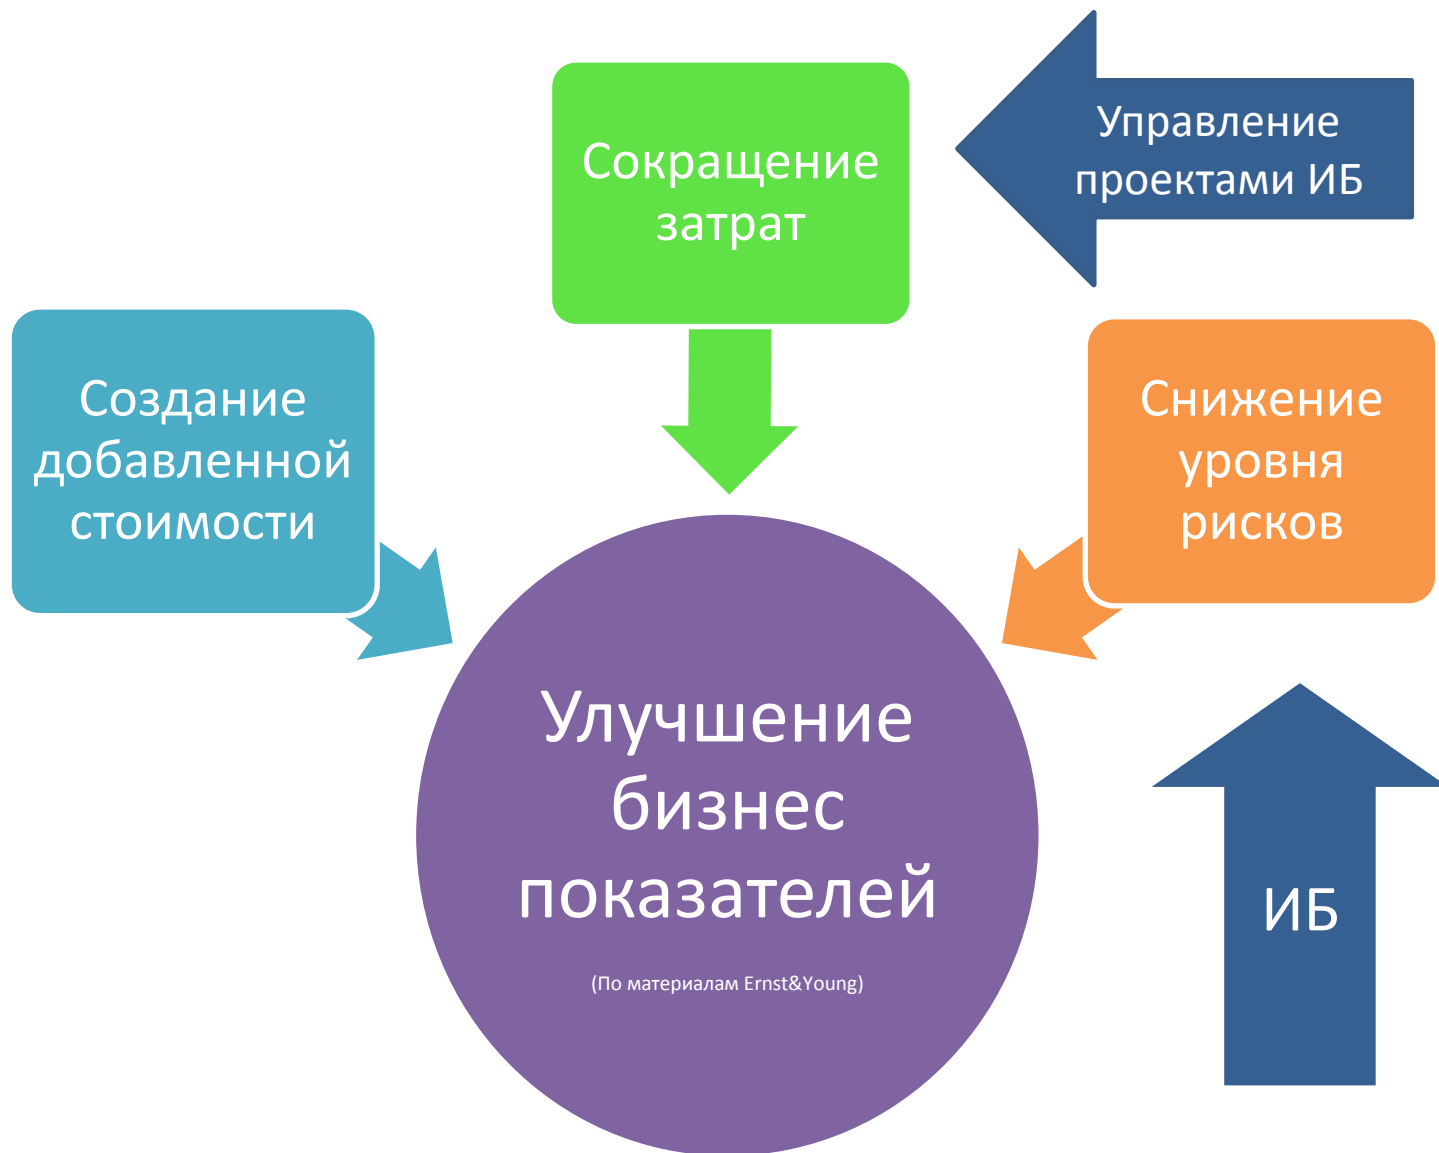 Сокращение
затрат
Управление
проектами ИБ
Создание
добавленной
стоимости
Снижение
уровня
рисков
Улучшение
бизнес
показателей
(По материалам Ernst&Young)
ИБ